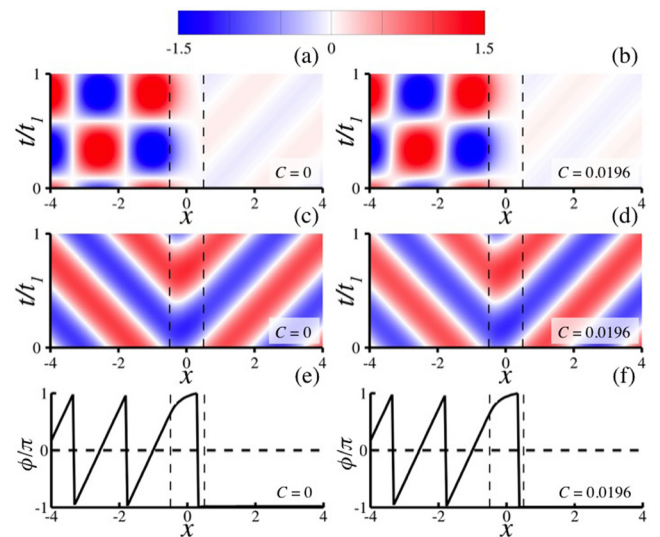 -1.5 0 1.5
(a) (b)
1 1
t/t₁ t/t₁
C = 0 C = 0.0196
0 0
-4 -2 0 2 4 -4 -2 0 2 4
x x
(c) (d)
1 1
t/t₁ t/t₁
C = 0 C = 0.0196
0 0
-4 -2 0 2 4 -4 -2 0 2 4
x x
(e) (f)
1 1
ϕ/π 0 ϕ/π 0
C = 0 C = 0.0196
-1 -1
-4 -2 0 2 4 -4 -2 0 2 4
x x